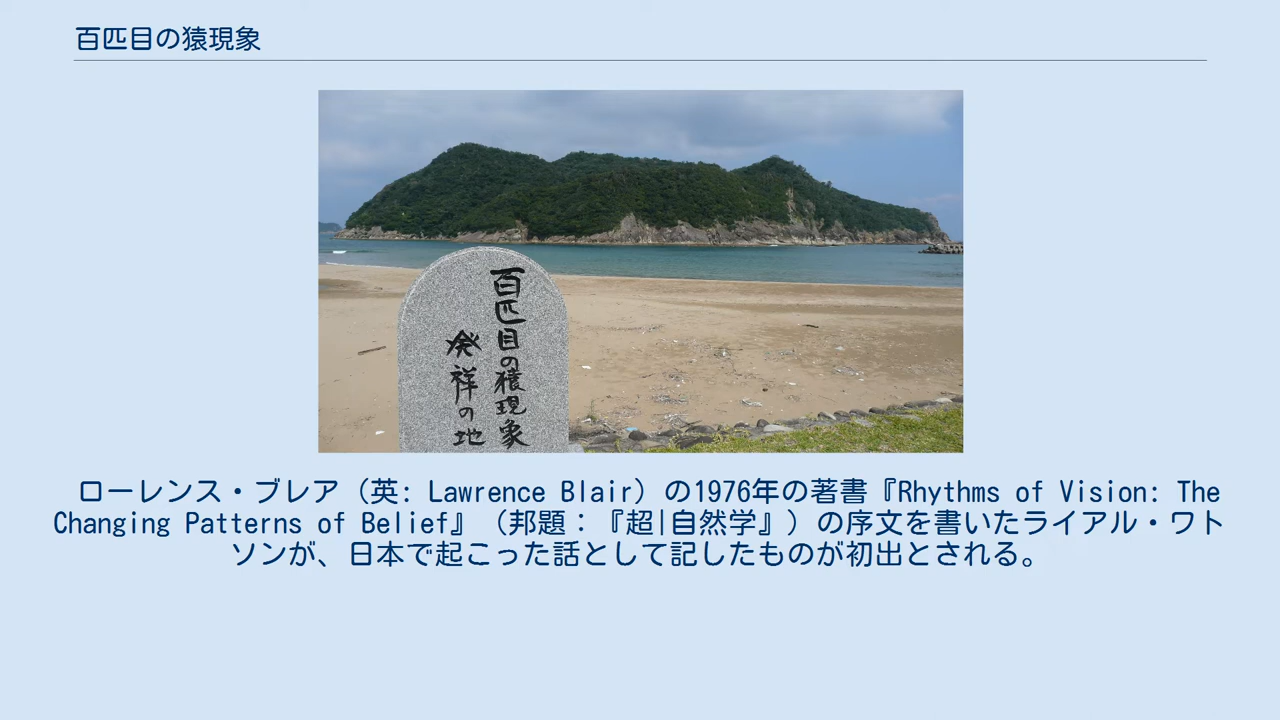 百匹目の猿現象
百匹目の猿現象
発祥の地
ローレンス・ブレア（英: Lawrence Blair）の1976年の著書『Rhythms of Vision: The
Changing Patterns of Belief』（邦題：『超|自然学』）の序文を書いたライアル・ワト
ソンが、日本で起こった話として記したものが初出とされる。